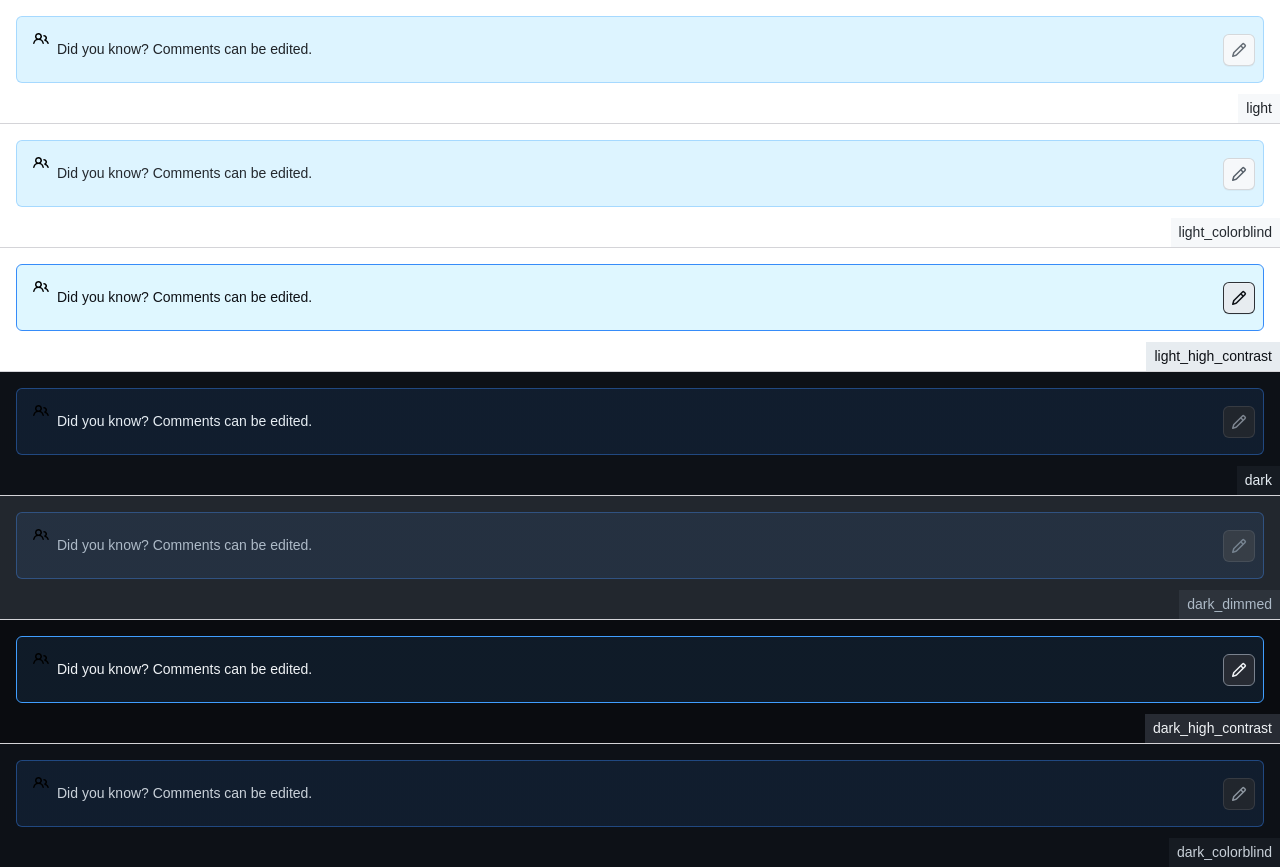 Did you know? Comments can be edited.
light
Did you know? Comments can be edited.
light_colorblind
Did you know? Comments can be edited.
light_high_contrast
Did you know? Comments can be edited.
dark
Did you know? Comments can be edited.
dark_dimmed
Did you know? Comments can be edited.
dark_high_contrast
Did you know? Comments can be edited.
dark_colorblind